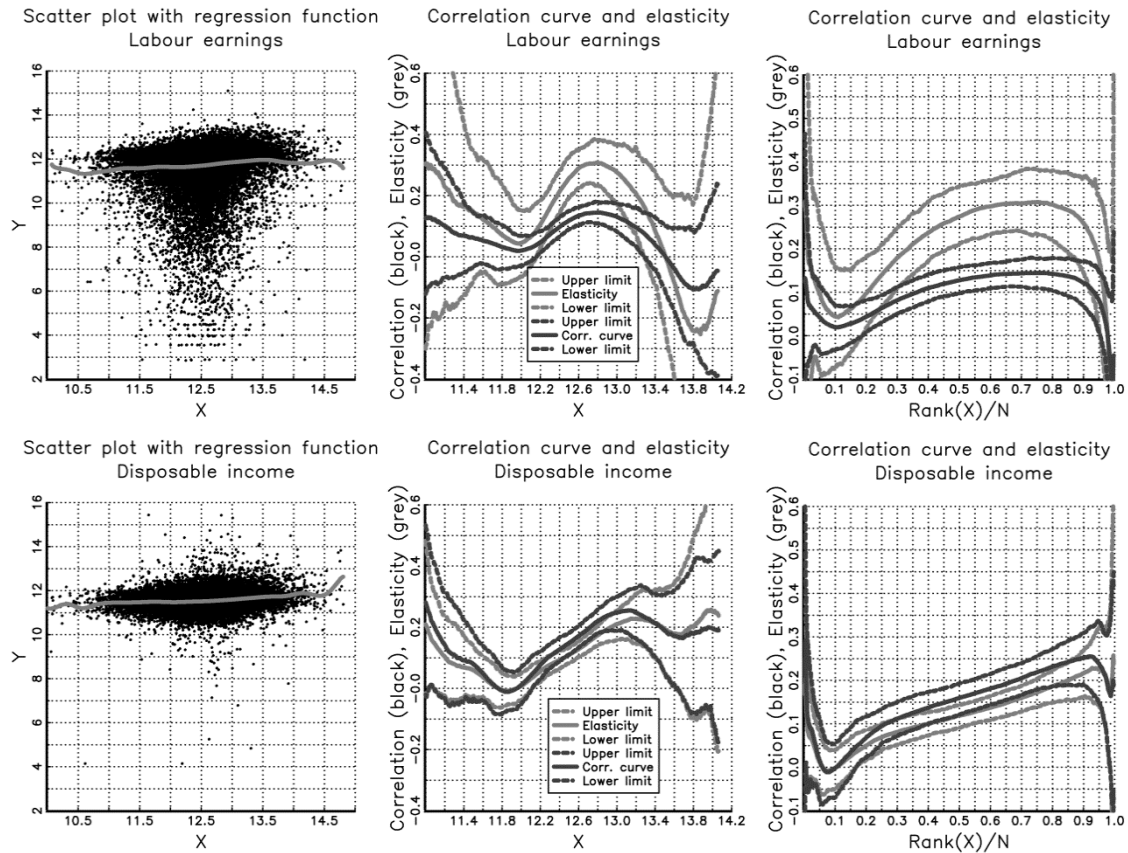 Scatter plot with regression function
Labour earnings
16
14
12
10
8
6
4
2
Y
10.5
11.5
12.5
13.5
14.5
X
Correlation curve and elasticity
Labour earnings
Correlation (black), Elasticity (grey)
0.6
0.4
0.2
-0.0
-0.2
-0.4
Upper limit
Elasticity
Lower limit
Upper limit
Corr. curve
Lower limit
11.4
11.8
12.2
12.6
13.0
13.4
13.8
14.2
X
Correlation curve and elasticity
Labour earnings
Correlation (black), Elasticity (grey)
0.6
0.5
0.4
0.3
0.2
0.1
0.0
-0.1
0.1
0.2
0.3
0.4
0.5
0.6
0.7
0.8
0.9
1.0
Rank(X)/N
Scatter plot with regression function
Disposable income
16
14
12
10
8
6
4
2
Y
10.5
11.5
12.5
13.5
14.5
X
Correlation curve and elasticity
Disposable income
Correlation (black), Elasticity (grey)
0.6
0.4
0.2
-0.0
-0.2
-0.4
Upper limit
Elasticity
Lower limit
Upper limit
Corr. curve
Lower limit
11.4
11.8
12.2
12.6
13.0
13.4
13.8
14.2
X
Correlation curve and elasticity
Disposable income
Correlation (black), Elasticity (grey)
0.6
0.5
0.4
0.3
0.2
0.1
0.0
-0.1
0.1
0.2
0.3
0.4
0.5
0.6
0.7
0.8
0.9
1.0
Rank(X)/N